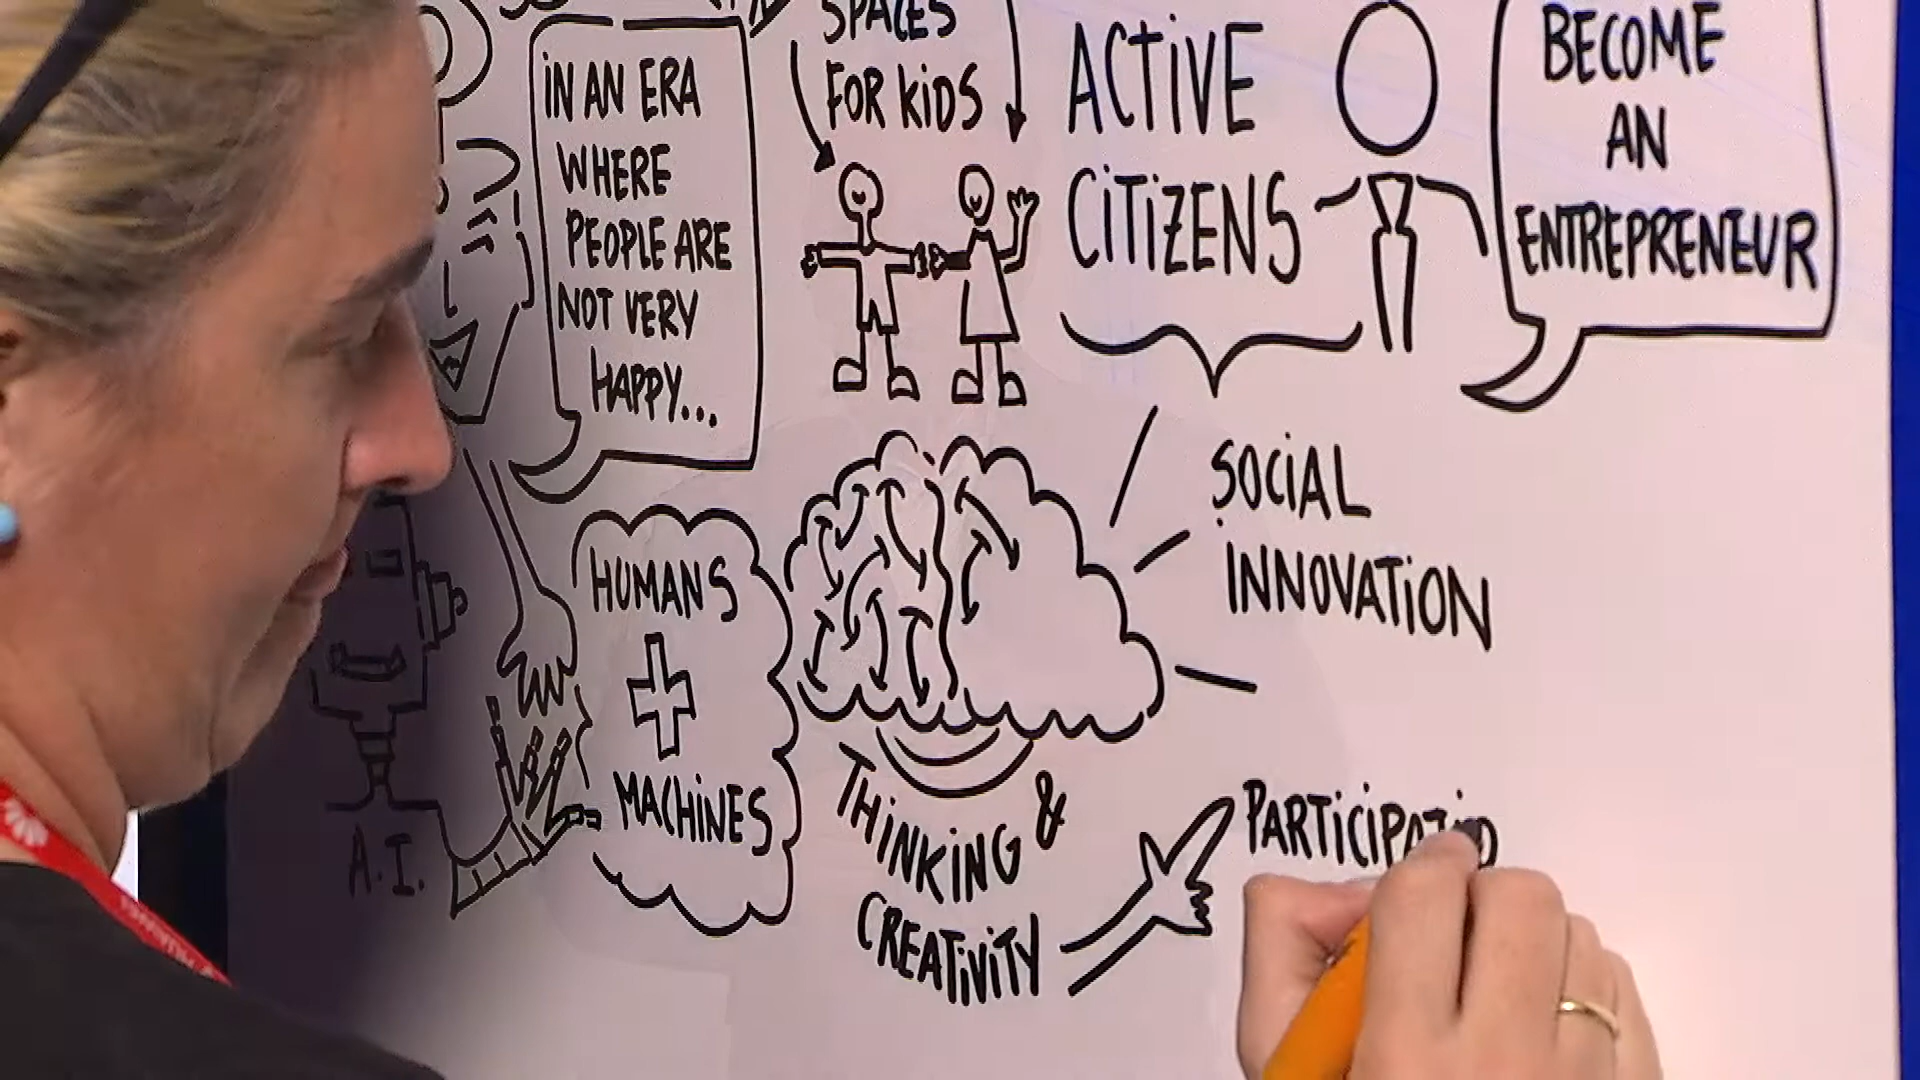 IN AN ERA
WHERE
PEOPLE ARE
NOT VERY
HAPPY...
SPACES
FOR KIDS
ACTIVE
CITIZENS
BECOME
AN
ENTREPRENEUR
HUMANS
+
MACHINES
A.I.
THINKING &
CREATIVITY
SOCIAL
INNOVATION
PARTICIPATIO